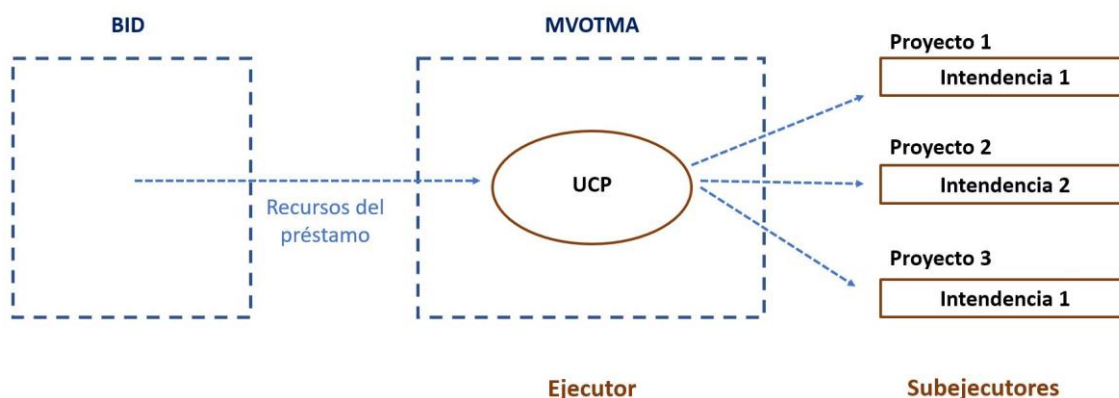 BID
MVOTMA
Proyecto 1
Intendencia 1
Proyecto 2
Intendencia 2
UCP
Recursos del
préstamo
Proyecto 3
Intendencia 1
Ejecutor
Subejecutores